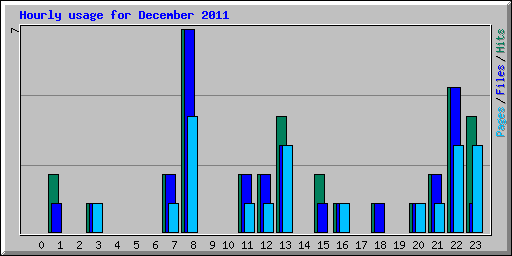 Hourly usage for December 2011
7
Pages/Files/Hits
0 1 2 3 4 5 6 7 8 9 10 11 12 13 14 15 16 17 18 19 20 21 22 23